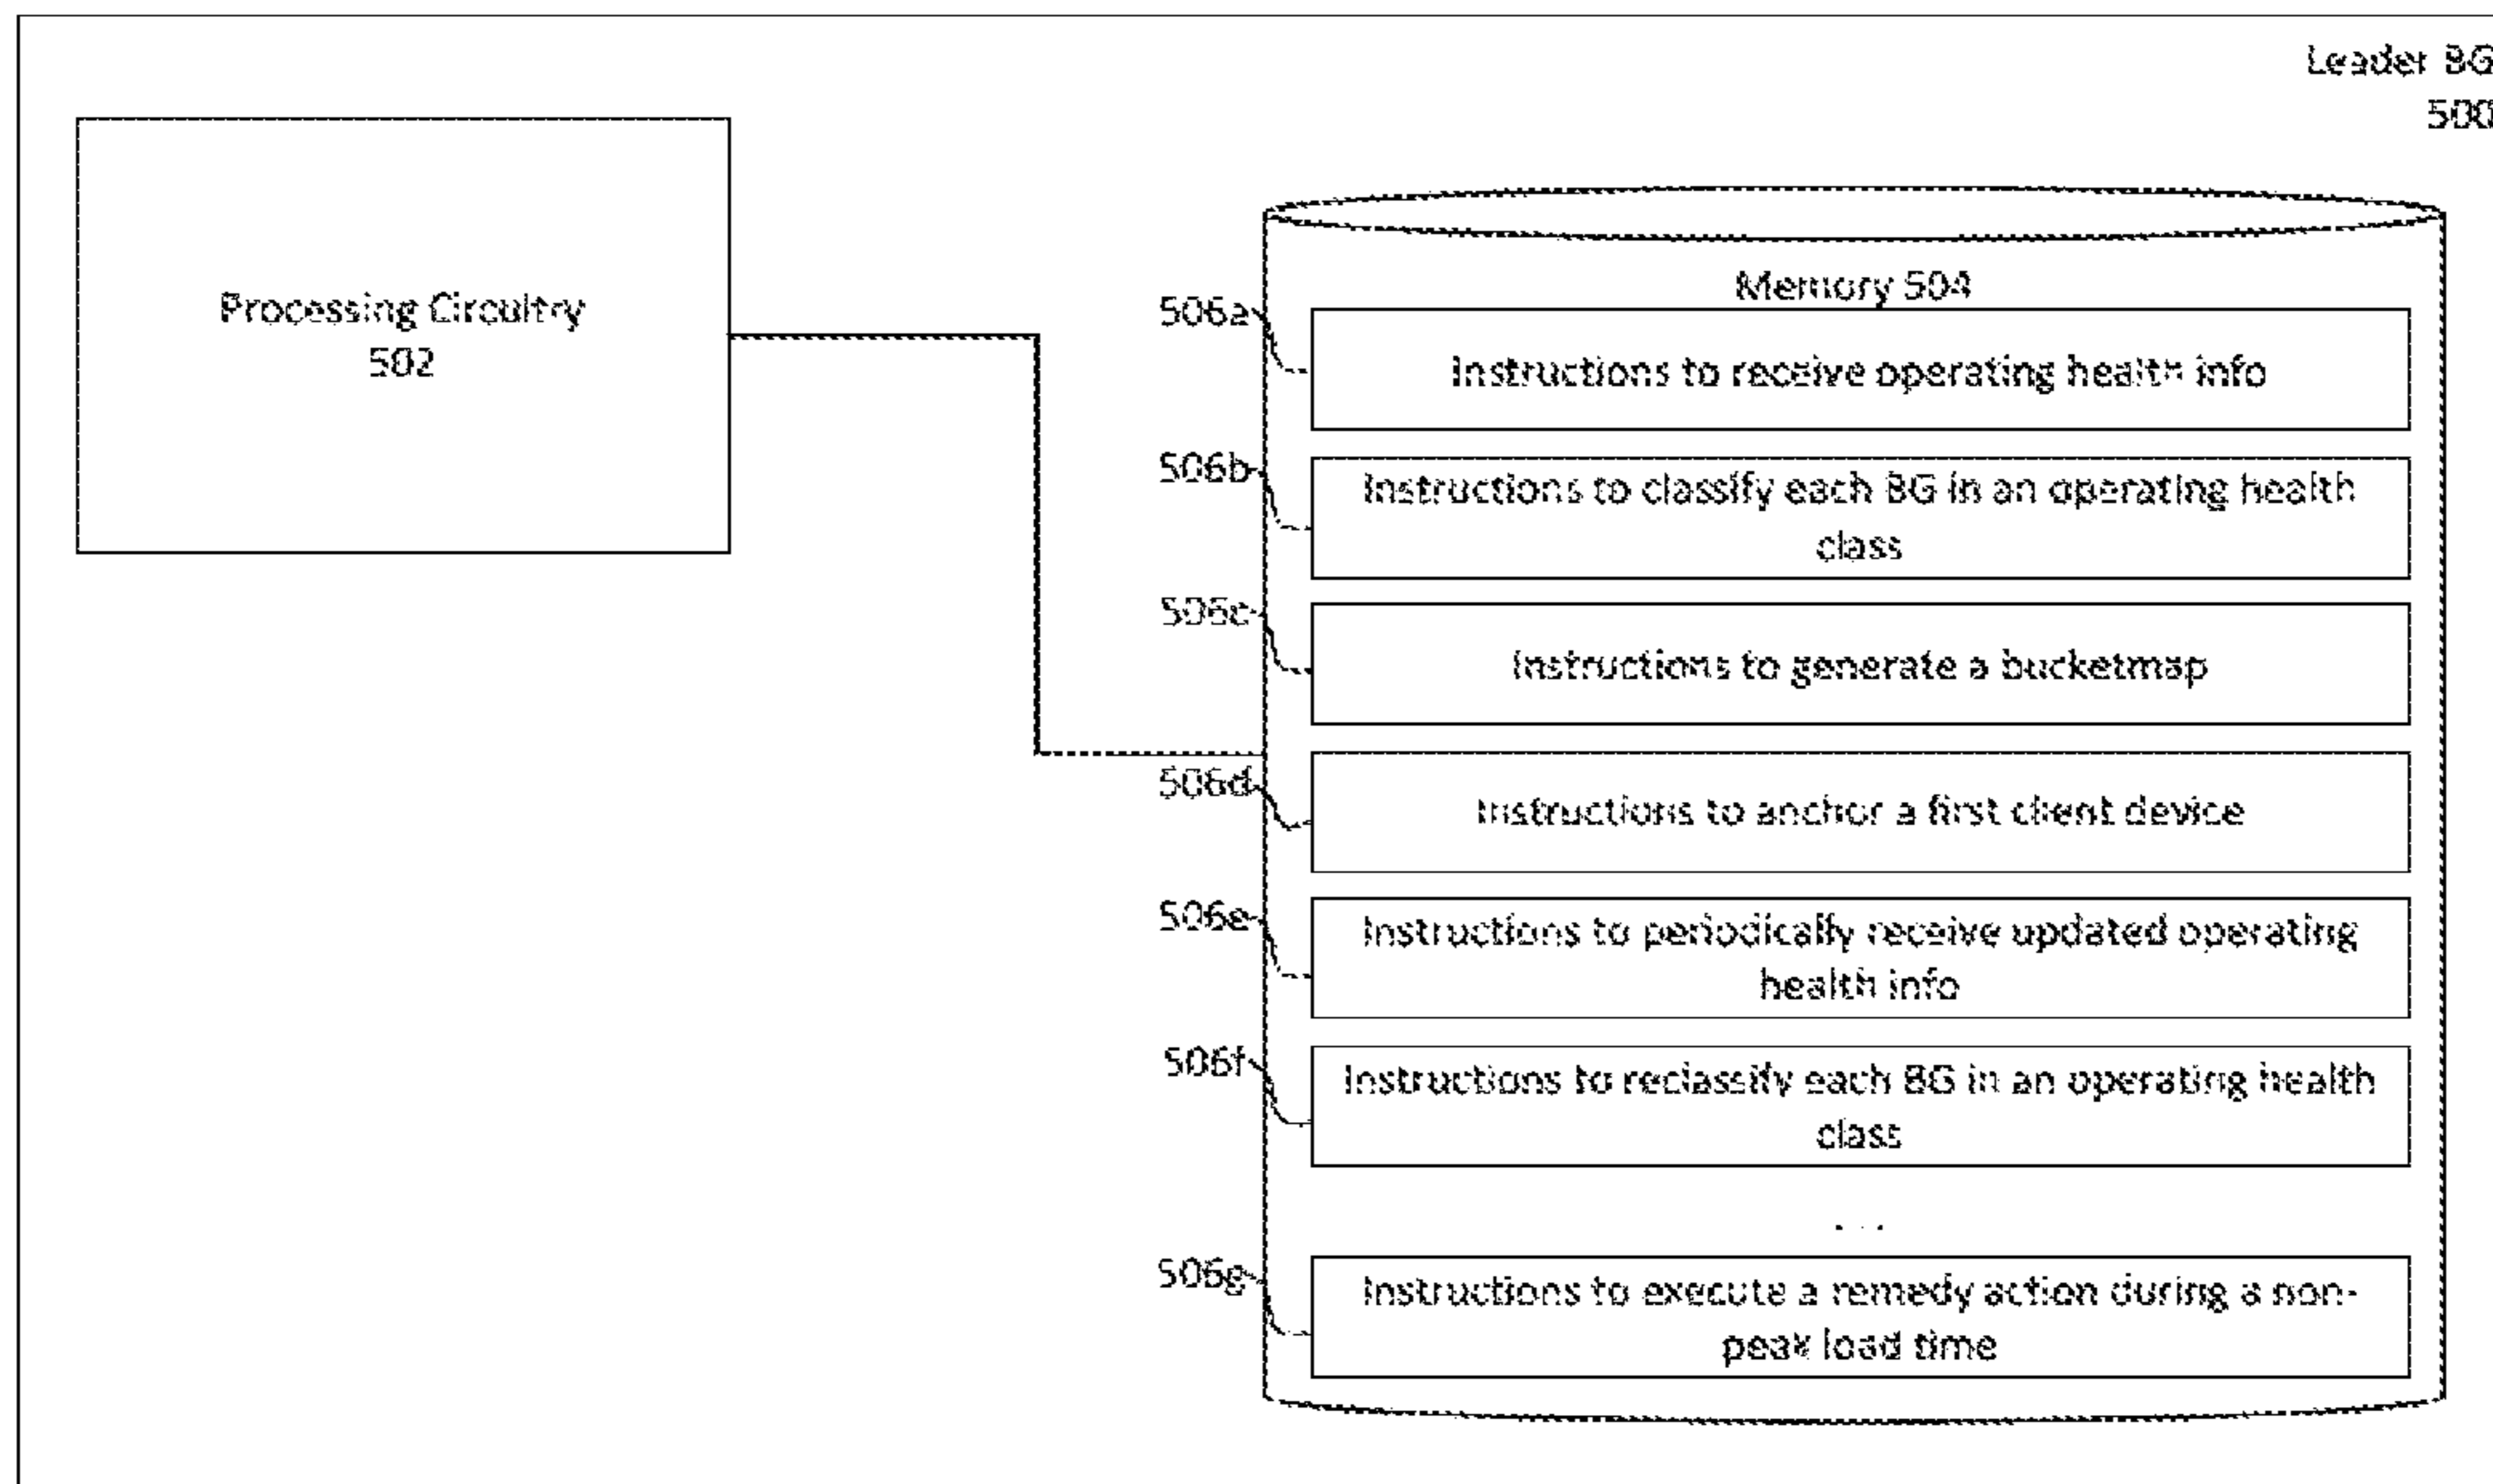 Leader BG
500
Processing Circuitry
502
Memory 504
506a
Instructions to receive operating health info
506b
Instructions to classify each BG in an operating health
class
506c
Instructions to generate a bucketmap
506d
Instructions to anchor a first client device
506e
Instructions to periodically receive updated operating
health info
506f
Instructions to reclassify each BG in an operating health
class
...
506g
Instructions to execute a remedy action during a non-
peak load time